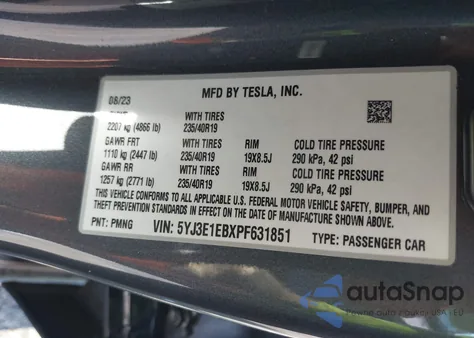 08/23 MFD BY TESLA, INC.
WITH TIRES
2207 kg (4866 lb) 235/40R19
GAWR FRT WITH TIRES RIM COLD TIRE PRESSURE
1110 kg (2447 lb) 235/40R19 19X8.5J 290 kPa, 42 psi
GAWR RR WITH TIRES RIM COLD TIRE PRESSURE
1257 kg (2771 lb) 235/40R19 19X8.5J 290 kPa, 42 psi
THIS VEHICLE CONFORMS TO ALL APPLICABLE U.S. FEDERAL MOTOR VEHICLE SAFETY, BUMPER, AND
THEFT PREVENTION STANDARDS IN EFFECT ON THE DATE OF MANUFACTURE SHOWN ABOVE.
PNT: PMNG VIN: 5YJ3E1EBXPF631851 TYPE: PASSENGER CAR
autoSnap